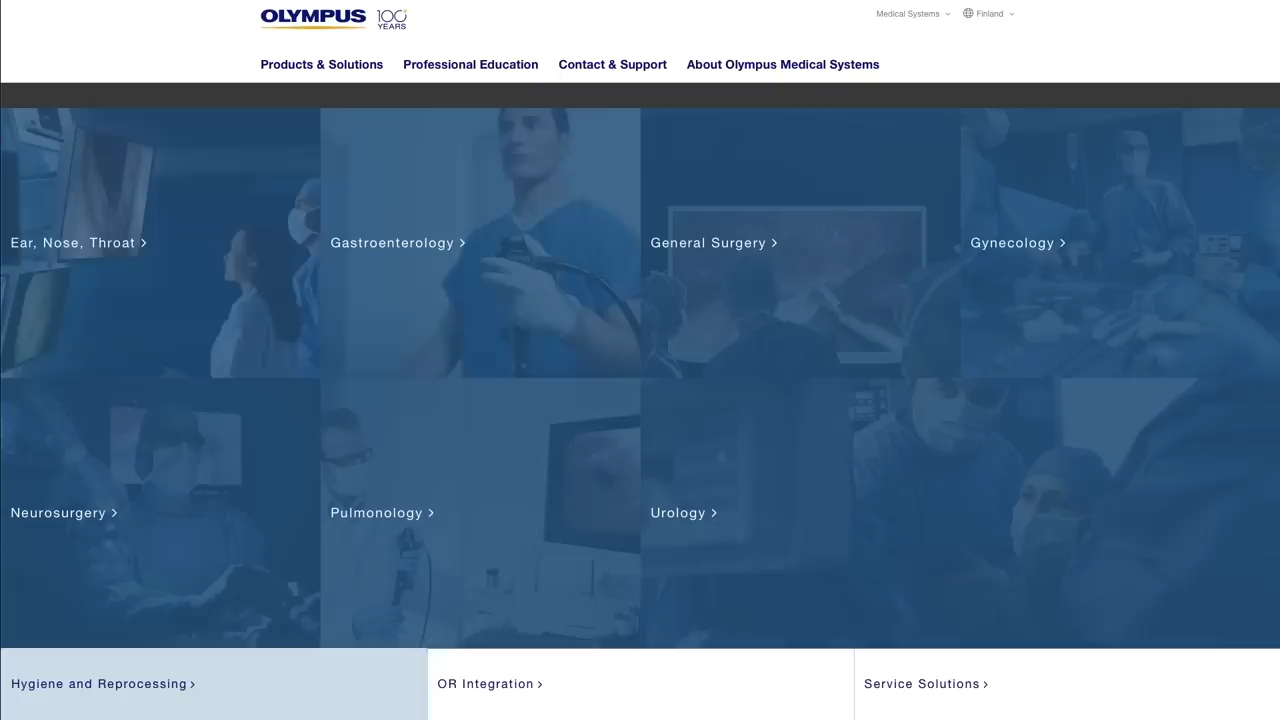 OLYMPUS
100 YEARS
Medical Systems
Finland
Products & Solutions
Professional Education
Contact & Support
About Olympus Medical Systems
Ear, Nose, Throat
Gastroenterology
General Surgery
Gynecology
Neurosurgery
Pulmonology
Urology
Hygiene and Reprocessing
OR Integration
Service Solutions